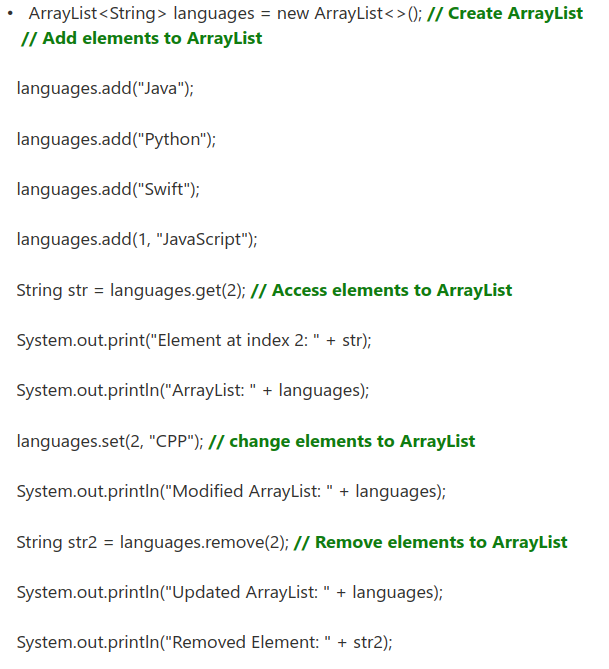 • ArrayList<String> languages = new ArrayList<>(); // Create ArrayList
// Add elements to ArrayList
languages.add("Java");
languages.add("Python");
languages.add("Swift");
languages.add(1, "JavaScript");
String str = languages.get(2); // Access elements to ArrayList
System.out.print("Element at index 2: " + str);
System.out.println("ArrayList: " + languages);
languages.set(2, "CPP"); // change elements to ArrayList
System.out.println("Modified ArrayList: " + languages);
String str2 = languages.remove(2); // Remove elements to ArrayList
System.out.println("Updated ArrayList: " + languages);
System.out.println("Removed Element: " + str2);